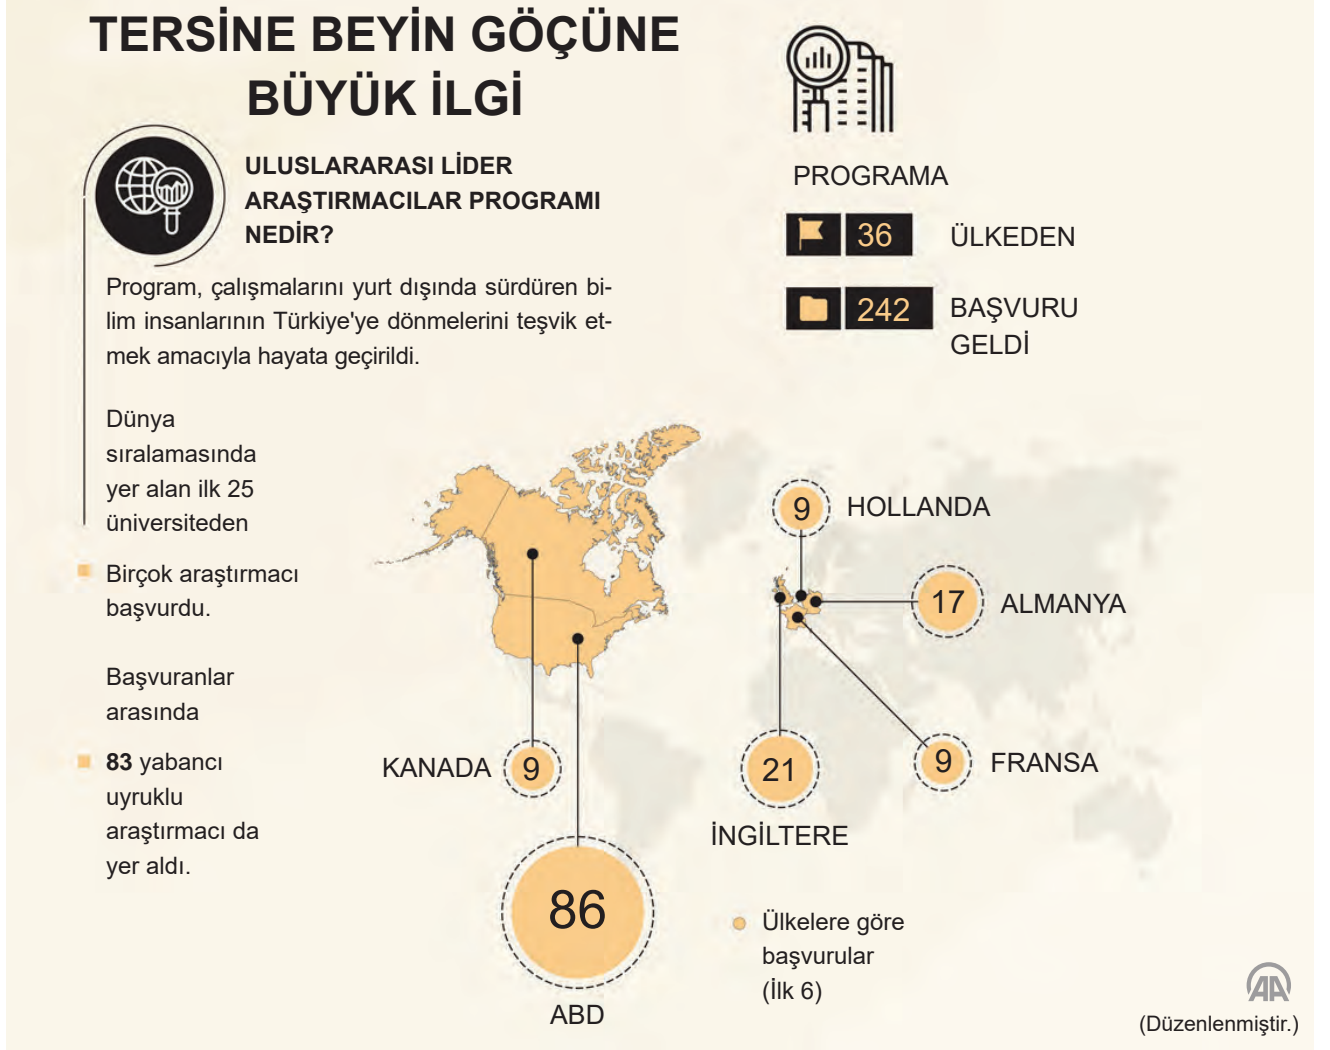 TERSİNE BEYİN GÖÇÜNE
BÜYÜK İLGİ
ULUSLARARASI LİDER
ARAŞTIRMACILAR PROGRAMI
NEDİR?
Program, çalışmalarını yurt dışında sürdüren bi-
lim insanlarının Türkiye'ye dönmelerini teşvik et-
mek amacıyla hayata geçirildi.
Dünya
sıralamasında
yer alan ilk 25
üniversiteden
Birçok araştırmacı
başvurdu.
Başvuranlar
arasında
83 yabancı
uyruklu
araştırmacı da
yer aldı.
PROGRAMA
36 ÜLKEDEN
242 BAŞVURU
GELDİ
9 HOLLANDA
17 ALMANYA
KANADA 9
21
İNGİLTERE
9 FRANSA
86
ABD
Ülkelere göre
başvurular
(İlk 6)
AA
(Düzenlenmiştir.)